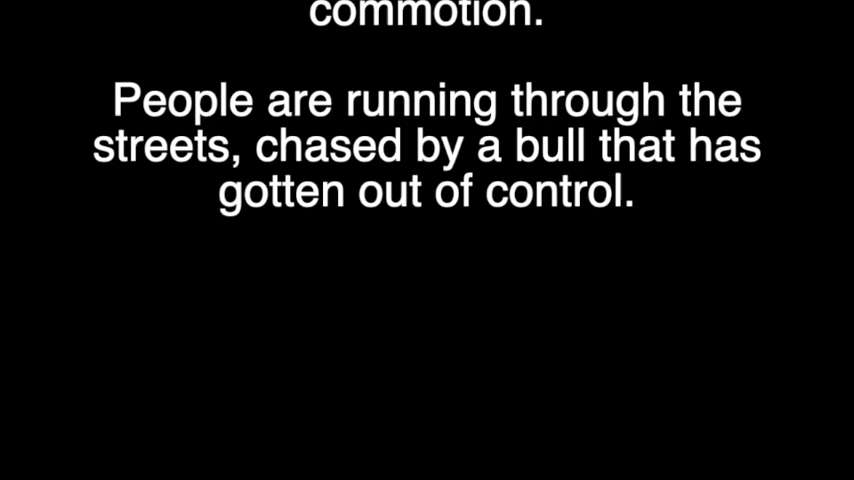 commotion.
People are running through the
streets, chased by a bull that has
gotten out of control.